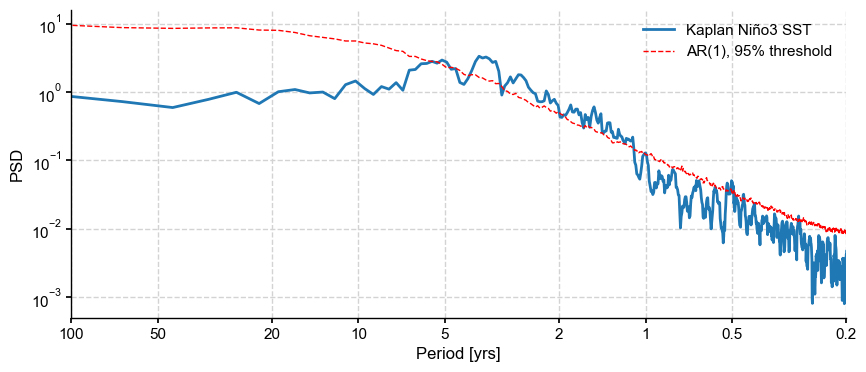 Kaplan Niño3 SST
AR(1), 95% threshold
PSD
10¹
10⁰
10⁻¹
10⁻²
10⁻³
100 50 20 10 5 2 1 0.5 0.2
Period [yrs]